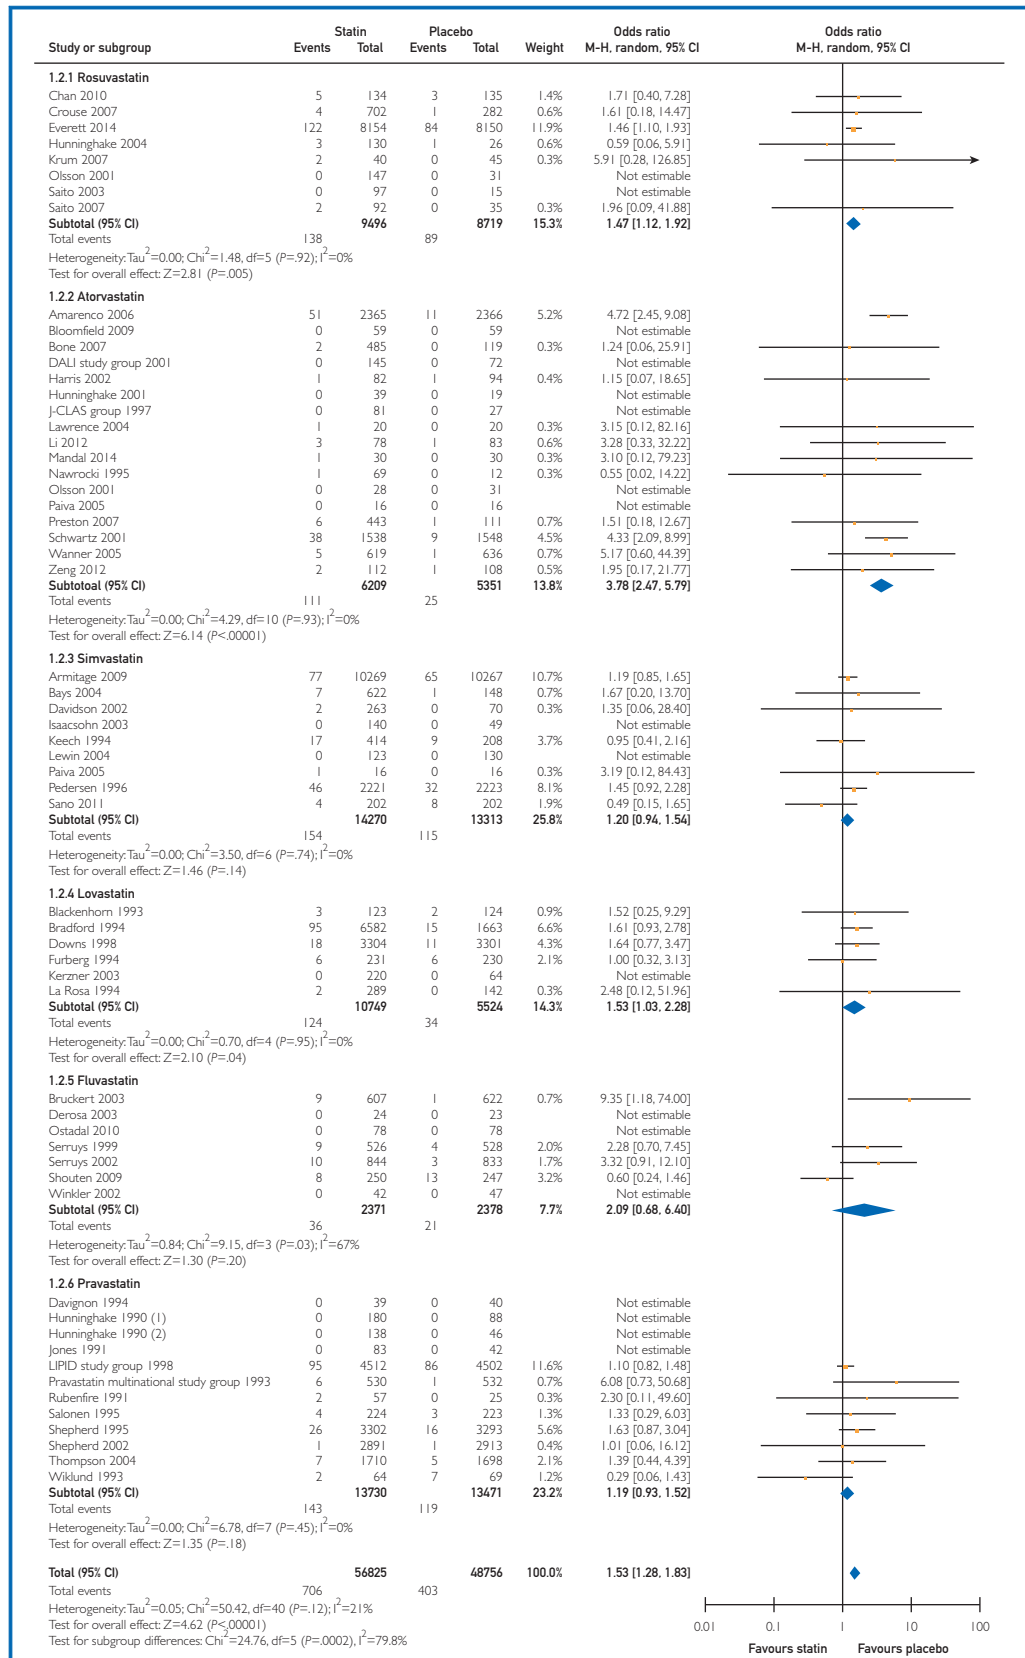 Statin Placebo Odds ratio Odds ratio
Study or subgroup Events Total Events Total Weight M-H, random, 95% CI M-H, random, 95% CI
1.2.1 Rosuvastatin
Chan 2010 5 134 3 135 1.4% 1.71 [0.40, 7.28]
Crouse 2007 4 702 1 282 0.6% 1.61 [0.18, 14.47]
Everett 2014 122 8154 84 8150 11.9% 1.46 [1.10, 1.93]
Hunninghake 2004 3 130 1 26 0.6% 0.59 [0.06, 5.91]
Krum 2007 2 40 0 45 0.3% 5.91 [0.28, 126.85]
Olsson 2001 0 147 0 31 Not estimable
Saito 2003 0 97 0 15 Not estimable
Saito 2007 2 92 0 35 0.3% 1.96 [0.09, 41.88]
Subtotal (95% CI) 9496 8719 15.3% 1.47 [1.12, 1.92]
Total events 138 89
Heterogeneity: Tau²=0.00; Chi²=1.48, df=5 (P=.92); I²=0%
Test for overall effect: Z=2.81 (P=.005)
1.2.2 Atorvastatin
Amarenco 2006 51 2365 11 2366 5.2% 4.72 [2.45, 9.08]
Bloomfield 2009 0 59 0 59 Not estimable
Bone 2007 2 485 0 119 0.3% 1.24 [0.06, 25.91]
DALI study group 2001 0 145 0 72 Not estimable
Harris 2002 1 82 1 94 0.4% 1.15 [0.07, 18.65]
Hunninghake 2001 0 39 0 19 Not estimable
J-CLAS group 1997 0 81 0 27 Not estimable
Lawrence 2004 1 20 0 20 0.3% 3.15 [0.12, 82.16]
Li 2012 3 78 1 83 0.6% 3.28 [0.33, 32.22]
Mandal 2014 1 30 0 30 0.3% 3.10 [0.12, 79.23]
Nawrocki 1995 1 69 0 12 0.3% 0.55 [0.02, 14.22]
Olsson 2001 0 28 0 31 Not estimable
Paiva 2005 0 16 0 16 Not estimable
Preston 2007 6 443 1 111 0.7% 1.51 [0.18, 12.67]
Schwartz 2001 38 1538 9 1548 4.5% 4.33 [2.09, 8.99]
Wanner 2005 5 619 1 636 0.7% 5.17 [0.60, 44.39]
Zeng 2012 2 112 1 108 0.5% 1.95 [0.17, 21.77]
Subtotoal (95% CI) 6209 5351 13.8% 3.78 [2.47, 5.79]
Total events 111 25
Heterogeneity: Tau²=0.00; Chi²=4.29, df=10 (P=.93); I²=0%
Test for overall effect: Z=6.14 (P<.00001)
1.2.3 Simvastatin
Armitage 2009 77 10269 65 10267 10.7% 1.19 [0.85, 1.65]
Bays 2004 7 622 1 148 0.7% 1.67 [0.20, 13.70]
Davidson 2002 2 263 0 70 0.3% 1.35 [0.06, 28.40]
Isaacsohn 2003 0 140 0 49 Not estimable
Keech 1994 17 414 9 208 3.7% 0.95 [0.41, 2.16]
Lewin 2004 0 123 0 130 Not estimable
Paiva 2005 1 16 0 16 0.3% 3.19 [0.12, 84.43]
Pedersen 1996 46 2221 32 2223 8.1% 1.45 [0.92, 2.28]
Sano 2011 4 202 8 202 1.9% 0.49 [0.15, 1.65]
Subtotal (95% CI) 14270 13313 25.8% 1.20 [0.94, 1.54]
Total events 154 115
Heterogeneity: Tau²=0.00; Chi²=3.50, df=6 (P=.74); I²=0%
Test for overall effect: Z=1.46 (P=.14)
1.2.4 Lovastatin
Blackenhorn 1993 3 123 2 124 0.9% 1.52 [0.25, 9.29]
Bradford 1994 95 6582 15 1663 6.6% 1.61 [0.93, 2.78]
Downs 1998 18 3304 11 3301 4.3% 1.64 [0.77, 3.47]
Furberg 1994 6 231 6 230 2.1% 1.00 [0.32, 3.13]
Kerzner 2003 0 220 0 64 Not estimable
La Rosa 1994 2 289 0 142 0.3% 2.48 [0.12, 51.96]
Subtotal (95% CI) 10749 5524 14.3% 1.53 [1.03, 2.28]
Total events 124 34
Heterogeneity: Tau²=0.00; Chi²=0.70, df=4 (P=.95); I²=0%
Test for overall effect: Z=2.10 (P=.04)
1.2.5 Fluvastatin
Bruckert 2003 9 607 1 622 0.7% 9.35 [1.18, 74.00]
Derosa 2003 0 24 0 23 Not estimable
Ostadal 2010 0 78 0 78 Not estimable
Serruys 1999 9 526 4 528 2.0% 2.28 [0.70, 7.45]
Serruys 2002 10 844 3 833 1.7% 3.32 [0.91, 12.10]
Shouten 2009 8 250 13 247 3.2% 0.60 [0.24, 1.46]
Winkler 2002 0 42 0 47 Not estimable
Subtotal (95% CI) 2371 2378 7.7% 2.09 [0.68, 6.40]
Total events 36 21
Heterogeneity: Tau²=0.84; Chi²=9.15, df=3 (P=.03); I²=67%
Test for overall effect: Z=1.30 (P=.20)
1.2.6 Pravastatin
Davignon 1994 0 39 0 40 Not estimable
Hunninghake 1990 (1) 0 180 0 88 Not estimable
Hunninghake 1990 (2) 0 138 0 46 Not estimable
Jones 1991 0 83 0 42 Not estimable
LIPID study group 1998 95 4512 86 4502 11.6% 1.10 [0.82, 1.48]
Pravastatin multinational study group 1993 6 530 1 532 0.7% 6.08 [0.73, 50.68]
Rubenfire 1991 2 57 0 25 0.3% 2.30 [0.11, 49.60]
Salonen 1995 4 224 3 223 1.3% 1.33 [0.29, 6.03]
Shepherd 1995 26 3302 16 3293 5.6% 1.63 [0.87, 3.04]
Shepherd 2002 1 2891 1 2913 0.4% 1.01 [0.06, 16.12]
Thompson 2004 7 1710 5 1698 2.1% 1.39 [0.44, 4.39]
Wiklund 1993 2 64 7 69 1.2% 0.29 [0.06, 1.43]
Subtotal (95% CI) 13730 13471 23.2% 1.19 [0.93, 1.52]
Total events 143 119
Heterogeneity: Tau²=0.00; Chi²=6.78, df=7 (P=.45); I²=0%
Test for overall effect: Z=1.35 (P=.18)
Total (95% CI) 56825 48756 100.0% 1.53 [1.28, 1.83]
Total events 706 403
Heterogeneity: Tau²=0.05; Chi²=50.42, df=40 (P=.12); I²=21%
Test for overall effect: Z=4.62 (P<.00001)
Test for subgroup differences: Chi²=24.76, df=5 (P=.0002), I²=79.8%
0.01 0.1 1 10 100
Favours statin Favours placebo